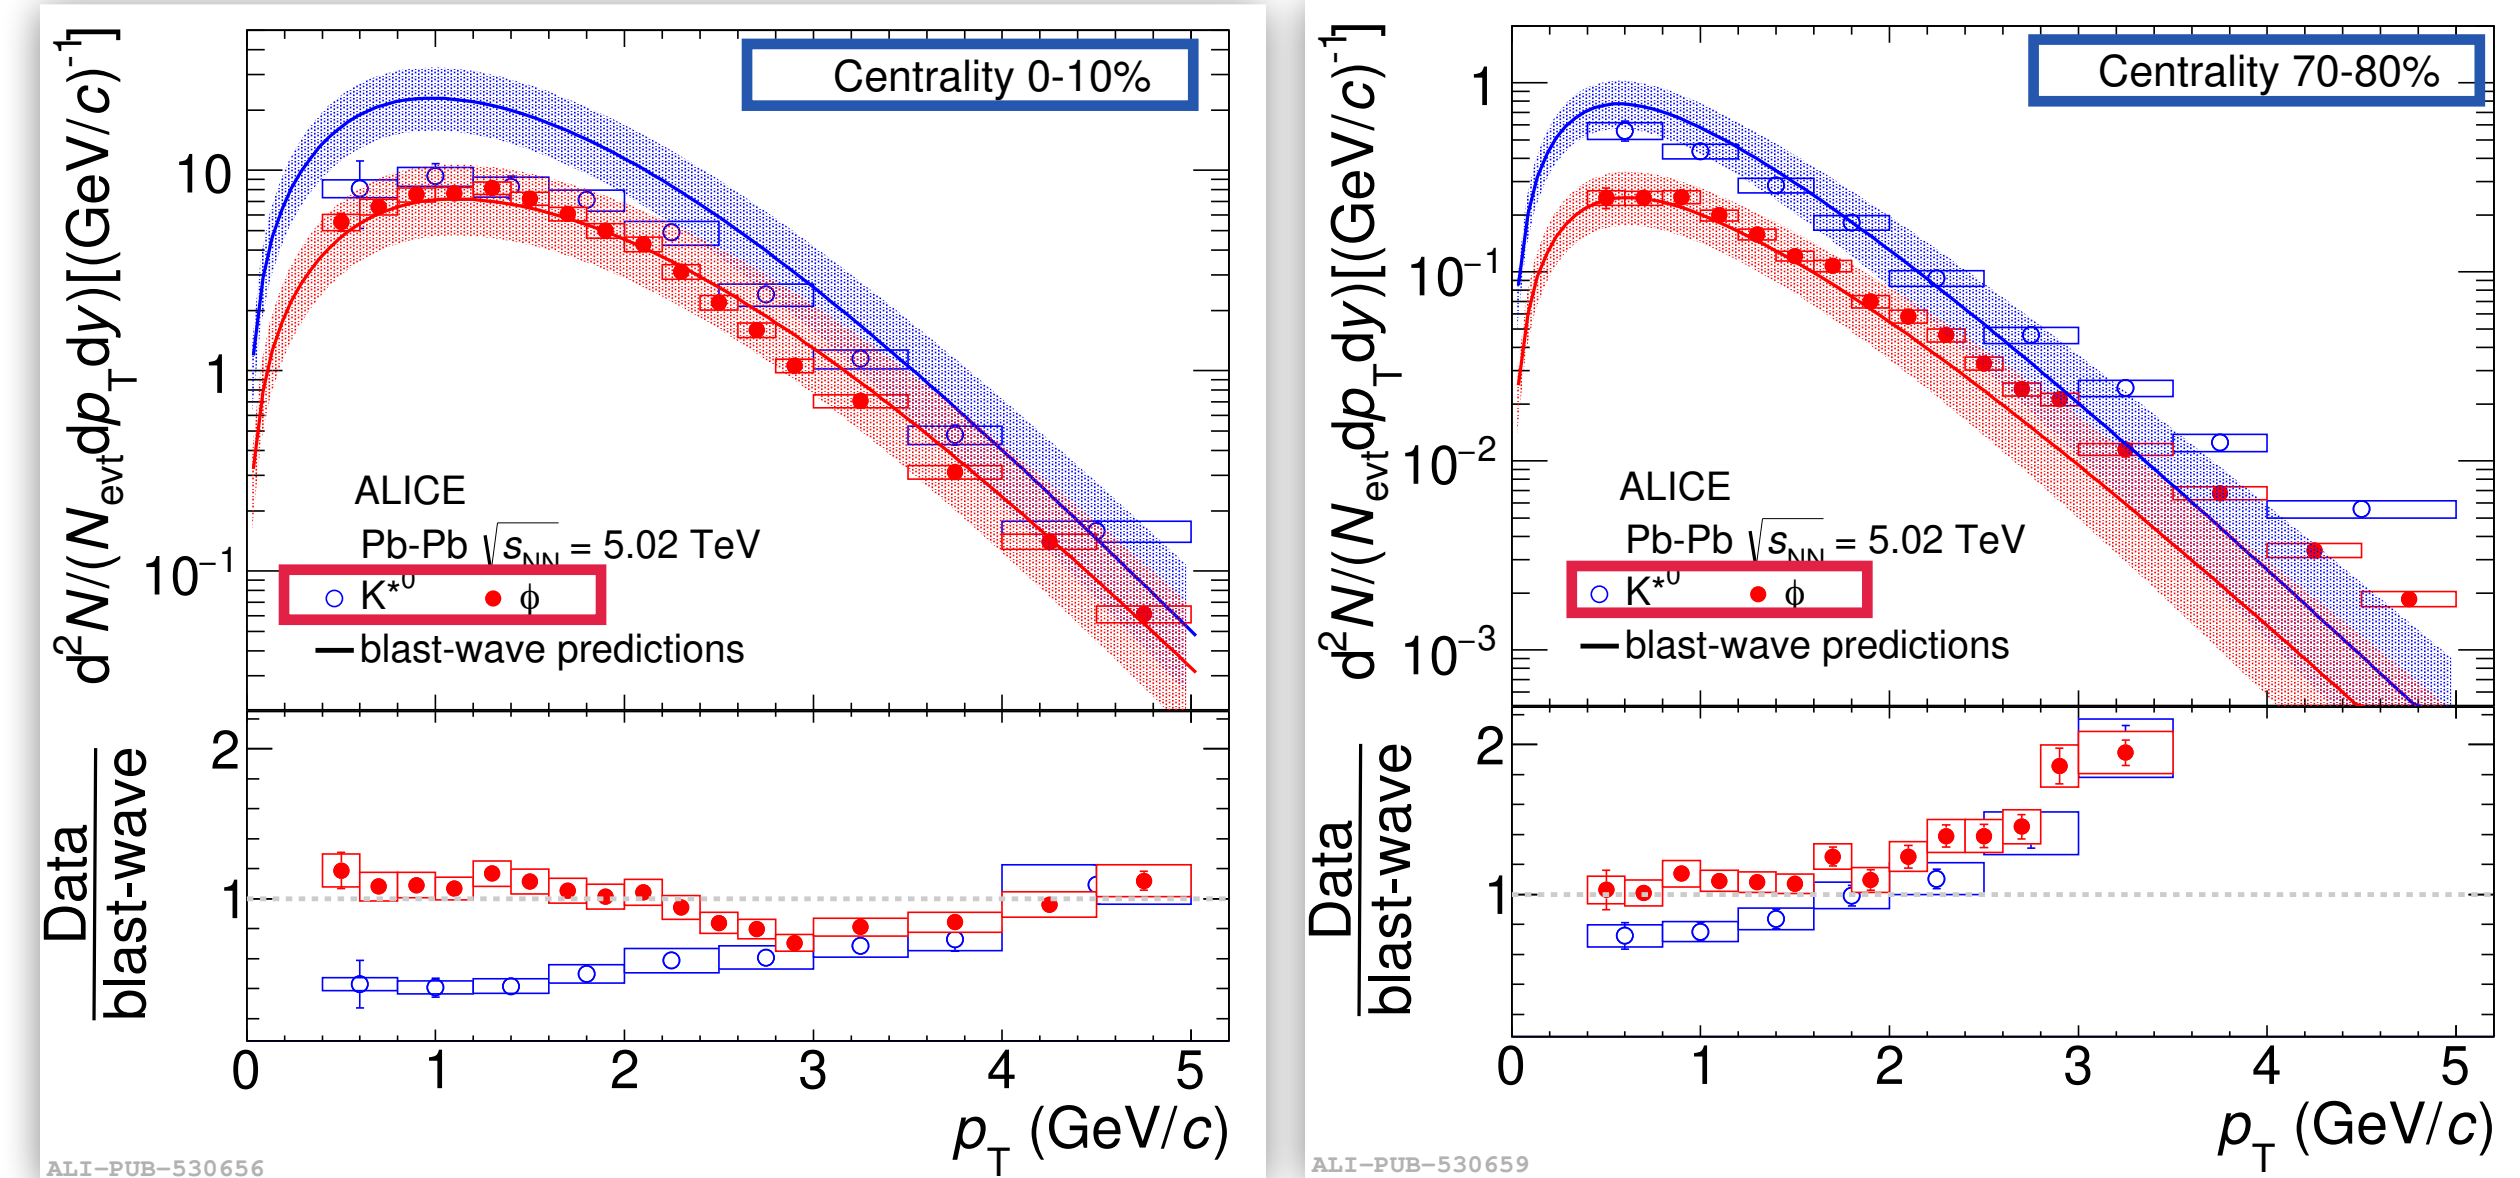 Centrality 0-10%
d²N/(N_evt dp_T dy)[(GeV/c)⁻¹]
10
1
10⁻¹
ALICE
Pb-Pb √s_NN = 5.02 TeV
K*⁰ ϕ
blast-wave predictions
Data
blast-wave
2
1
0 1 2 3 4 5
p_T (GeV/c)
ALI-PUB-530656
Centrality 70-80%
d²N/(N_evt dp_T dy)[(GeV/c)⁻¹]
1
10⁻¹
10⁻²
10⁻³
ALICE
Pb-Pb √s_NN = 5.02 TeV
K*⁰ ϕ
blast-wave predictions
Data
blast-wave
2
1
0 1 2 3 4 5
p_T (GeV/c)
ALI-PUB-530659